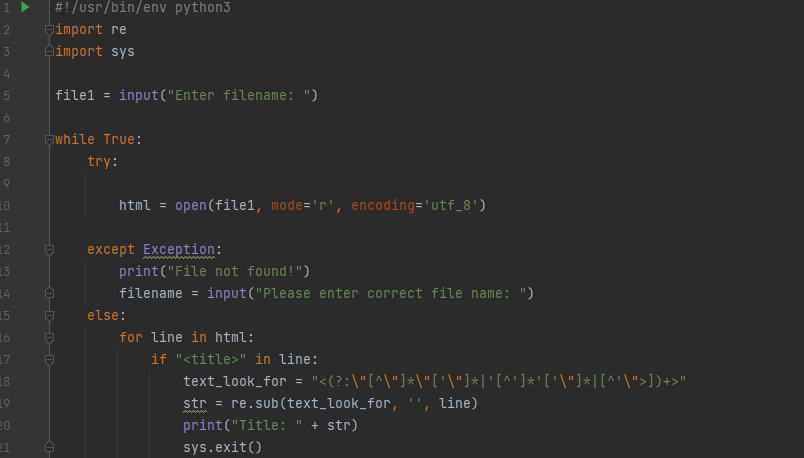 1 #!/usr/bin/env python3
2 import re
3 import sys
4
5 file1 = input("Enter filename: ")
6
7 while True:
8     try:
9
10         html = open(file1, mode='r', encoding='utf_8')
11
12     except Exception:
13         print("File not found!")
14         filename = input("Please enter correct file name: ")
15     else:
16         for line in html:
17             if "<title>" in line:
18                 text_look_for = "<(?:\"[^\"]*\"['\"]*|'[^']*'['\"]*|[^'\">])+>"
19                 str = re.sub(text_look_for, '', line)
20                 print("Title: " + str)
21                 sys.exit()